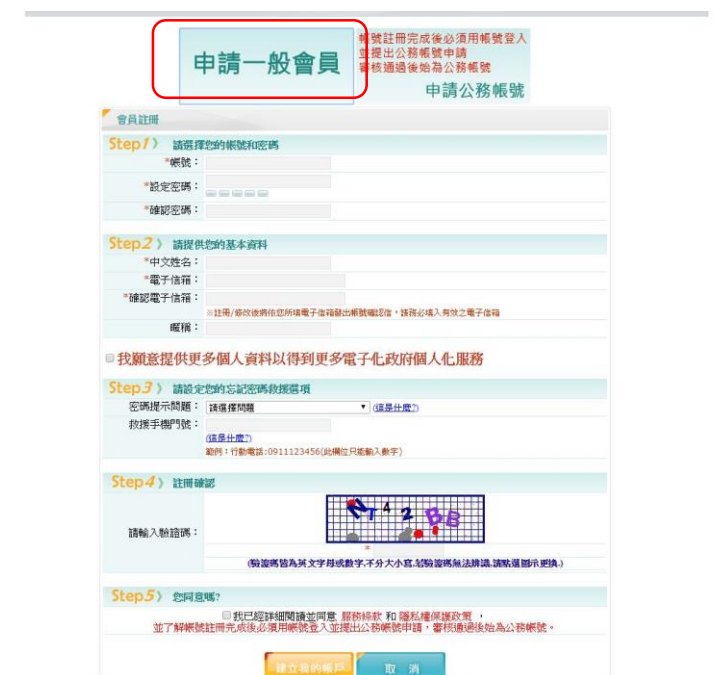 申請一般會員
帳號註冊完成後必須用帳號登入
並提出公務帳號申請
審核通過後始為公務帳號
申請公務帳號
會員註冊
Step1》 請選擇您的帳號和密碼
*帳號：
*設定密碼：
*確認密碼：
Step2》 請提供您的基本資料
*中文姓名：
*電子信箱：
*確認電子信箱：
※註冊/修改後將依您所填電子信箱發出帳號確認信，請務必填入有效之電子信箱
暱稱：
我願意提供更多個人資料以得到更多電子化政府個人化服務
Step3》 請設定您的忘記密碼救援選項
密碼提示問題： 請選擇問題 (這是什麼?)
救援手機門號：
(這是什麼?)
範例：行動電話:0911123456(此欄位只能輸入數字)
Step4》 註冊確認
NT42BB
請輸入驗證碼：
*
(驗證碼皆為英文字母或數字,不分大小寫,若驗證碼無法辨識,請點選圖示更換.)
Step5》 您同意嗎?
我已經詳細閱讀並同意 服務條款 和 隱私權保護政策 ，
並了解帳號註冊完成後必須用帳號登入並提出公務帳號申請，審核通過後始為公務帳號。
建立我的帳戶 取 消